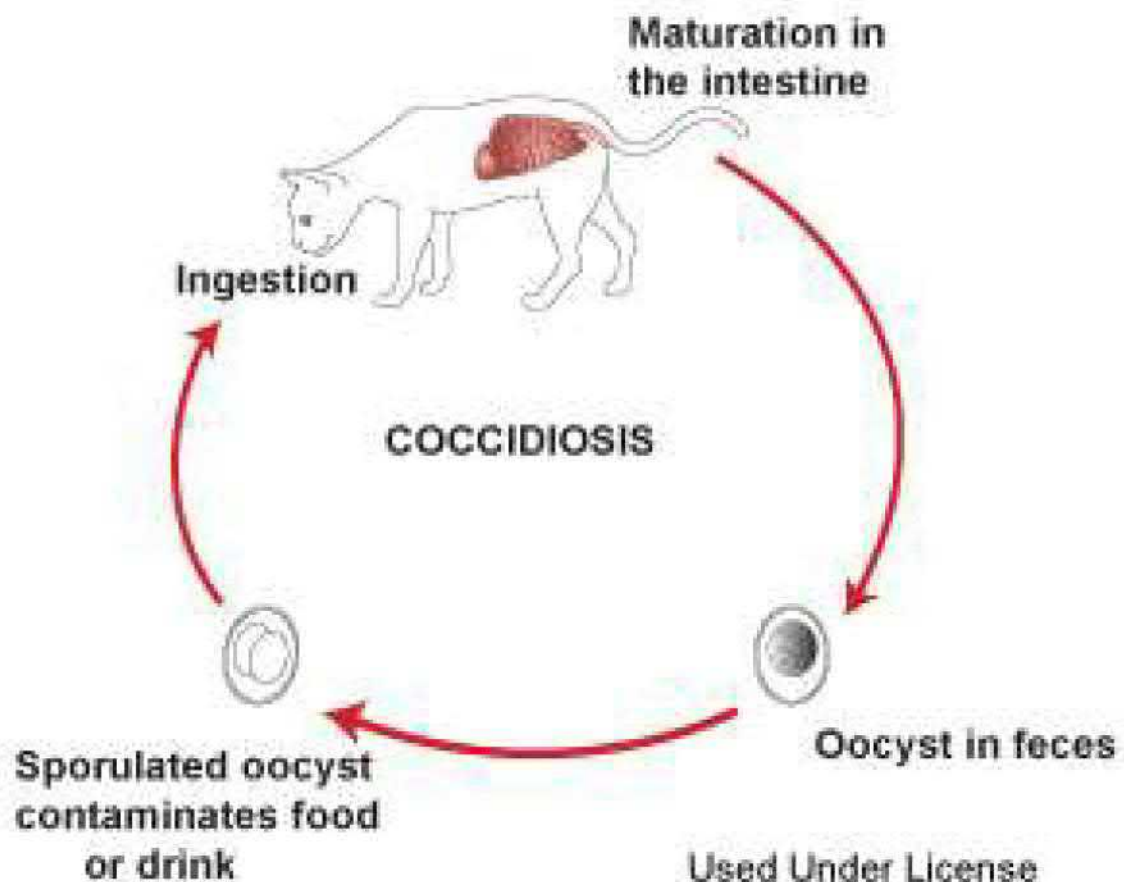 Maturation in
the intestine
Ingestion
COCCIDIOSIS
Oocyst in feces
Sporulated oocyst
contaminates food
or drink
Used Under License